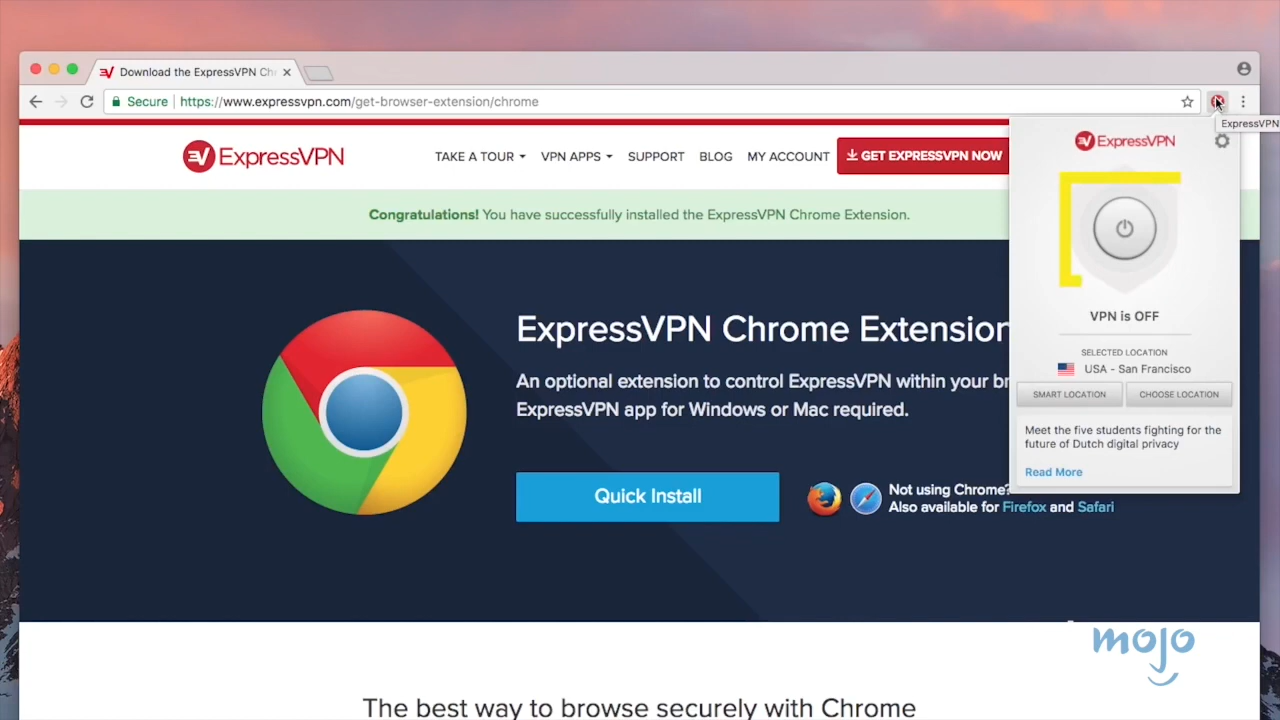 Download the ExpressVPN Chr
Secure https://www.expressvpn.com/get-browser-extension/chrome
ExpressVPN
ExpressVPN
TAKE A TOUR
VPN APPS
SUPPORT
BLOG
MY ACCOUNT
GET EXPRESSVPN NOW
Congratulations! You have successfully installed the ExpressVPN Chrome Extension.
ExpressVPN Chrome Extension
An optional extension to control ExpressVPN within your br
ExpressVPN app for Windows or Mac required.
Quick Install
Not using Chrome?
Also available for Firefox and Safari
ExpressVPN
VPN is OFF
SELECTED LOCATION
USA - San Francisco
SMART LOCATION
CHOOSE LOCATION
Meet the five students fighting for the
future of Dutch digital privacy
Read More
mojo
The best way to browse securely with Chrome